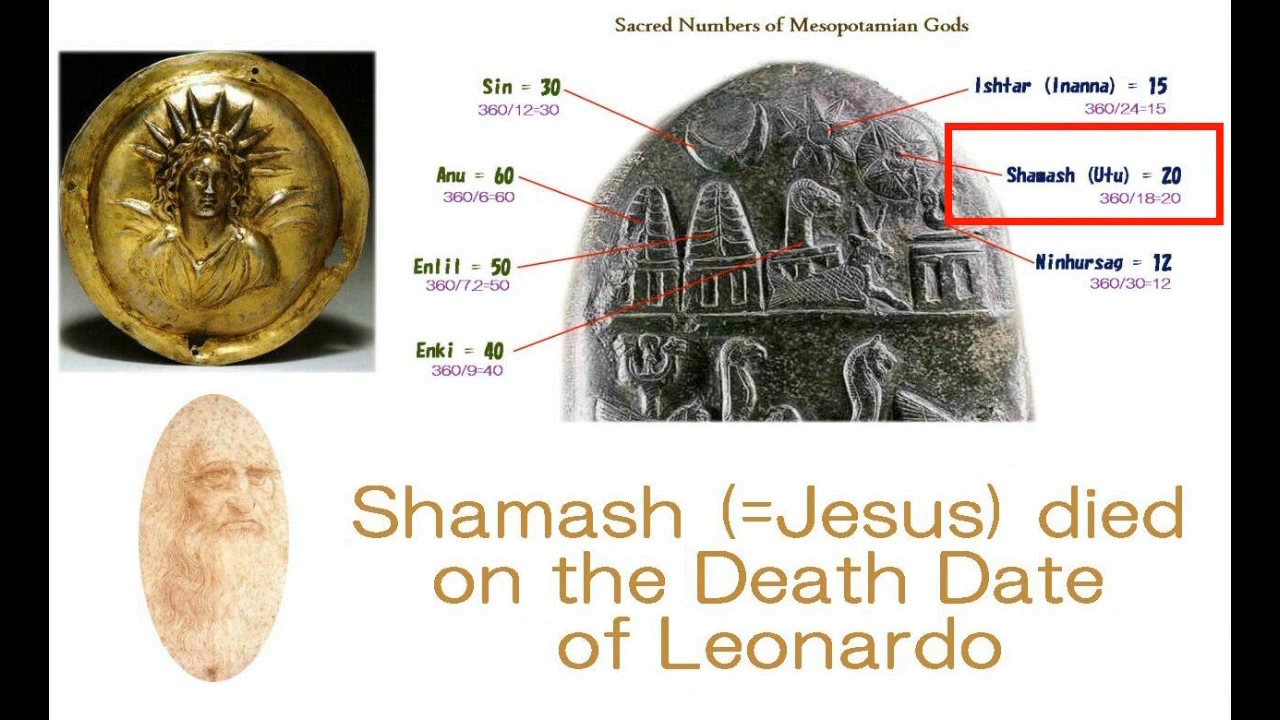 Sacred Numbers of Mesopotamian Gods
Sin = 30
360/12=30
Anu = 60
360/6=60
Enlil = 50
360/7,2=50
Enki = 40
360/9=40
Ishtar (Inanna) = 15
360/24=15
Shamash (Utu) = 20
360/18=20
Ninhursag = 12
360/30=12
Shamash (=Jesus) died
on the Death Date
of Leonardo